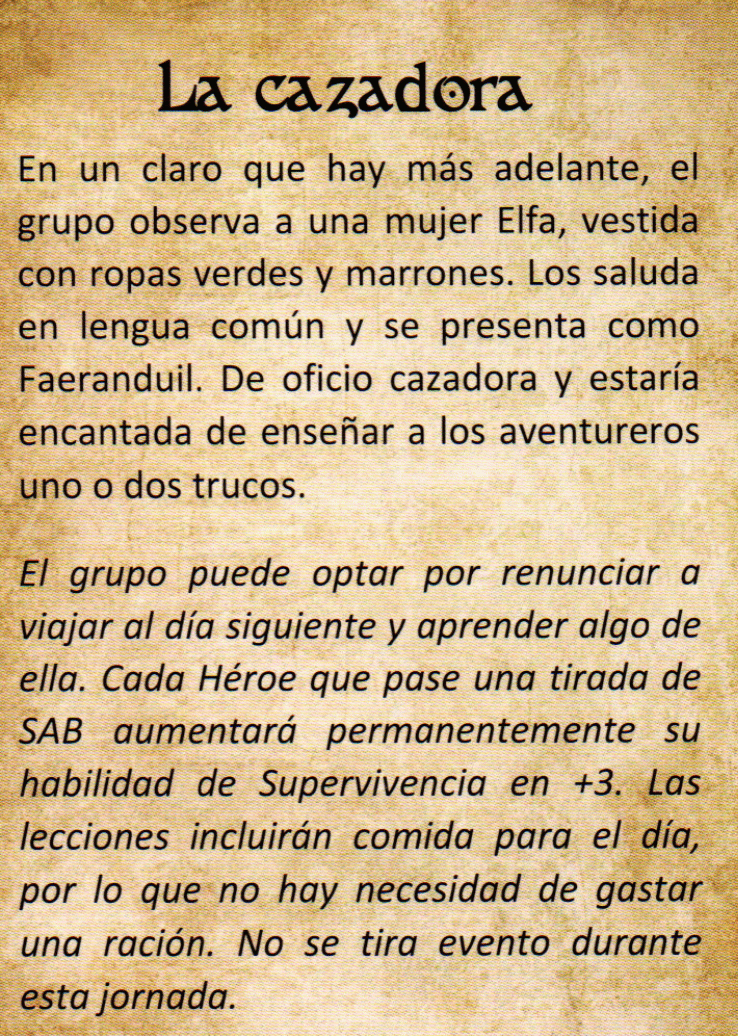 La cazadora
En un claro que hay más adelante, el
grupo observa a una mujer Elfa, vestida
con ropas verdes y marrones. Los saluda
en lengua común y se presenta como
Faeranduil. De oficio cazadora y estaría
encantada de enseñar a los aventureros
uno o dos trucos.
El grupo puede optar por renunciar a
viajar al día siguiente y aprender algo de
ella. Cada Héroe que pase una tirada de
SAB aumentará permanentemente su
habilidad de Supervivencia en +3. Las
lecciones incluirán comida para el día,
por lo que no hay necesidad de gastar
una ración. No se tira evento durante
esta jornada.